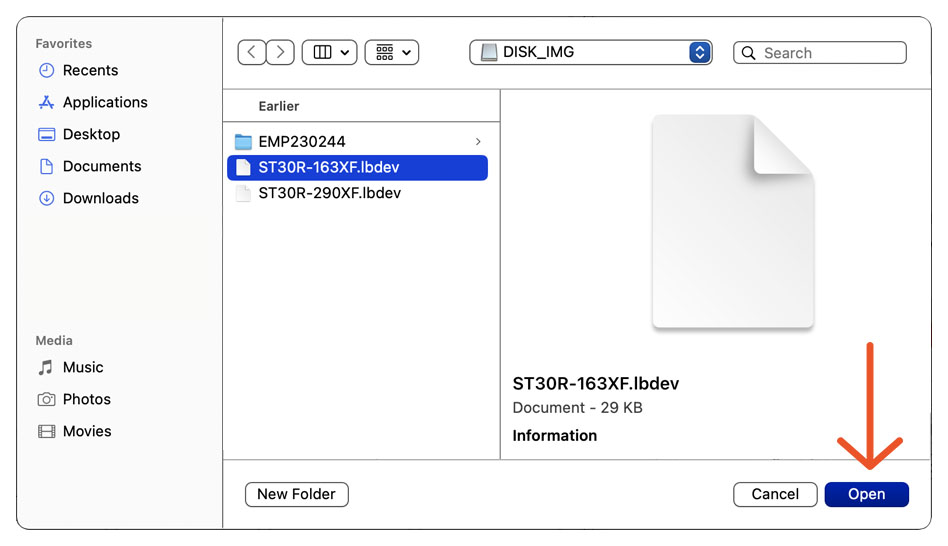 Favorites
Recents
Applications
Desktop
Documents
Downloads
Media
Music
Photos
Movies
DISK_IMG
Search
Earlier
EMP230244
ST30R-163XF.lbdev
ST30R-290XF.lbdev
ST30R-163XF.lbdev
Document - 29 KB
Information
New Folder
Cancel
Open